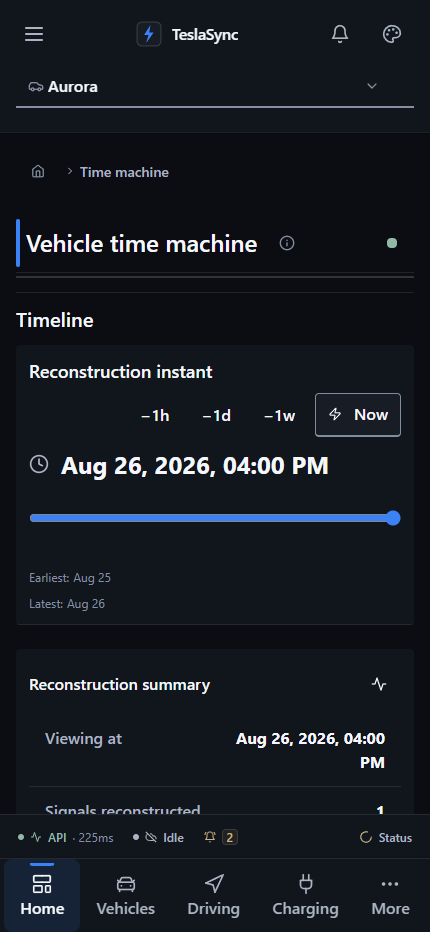 TeslaSync
Aurora
Time machine
Vehicle time machine
Timeline
Reconstruction instant
−1h −1d −1w Now
Aug 26, 2026, 04:00 PM
Earliest: Aug 25
Latest: Aug 26
Reconstruction summary
Viewing at Aug 26, 2026, 04:00
PM
Signals reconstructed 1
API · 225ms Idle 2 Status
Home Vehicles Driving Charging More